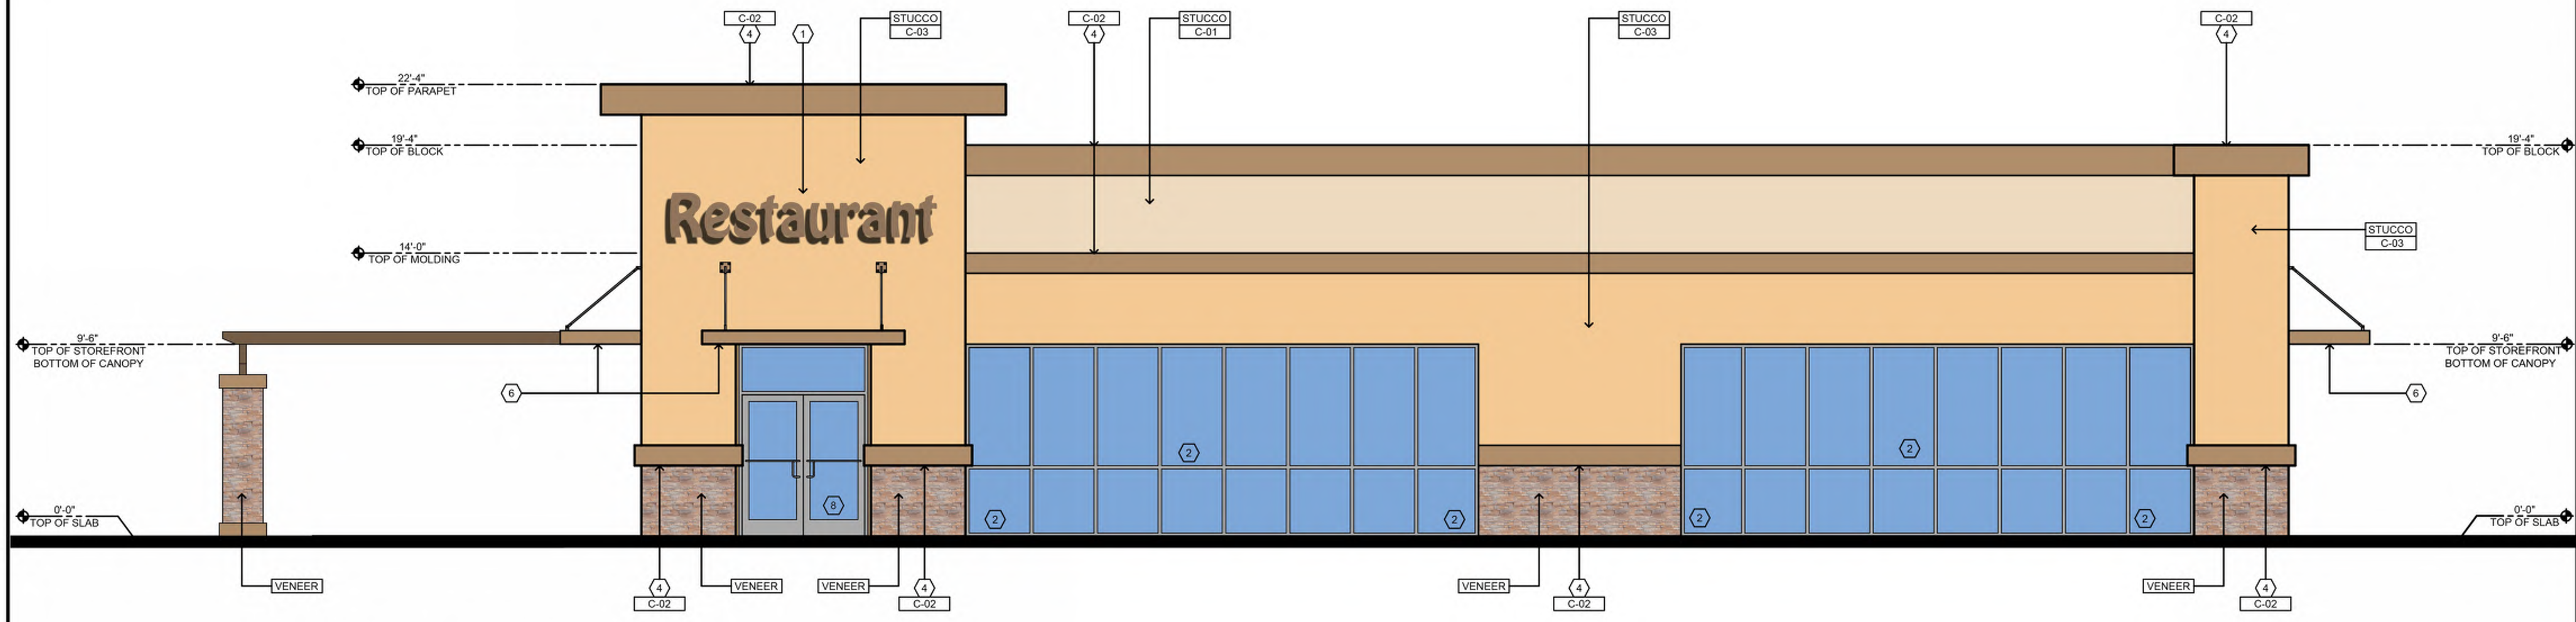 C-02
4
1
STUCCO
C-03
C-02
4
STUCCO
C-01
STUCCO
C-03
C-02
4
22'-4"
TOP OF PARAPET
19'-4"
TOP OF BLOCK
19'-4"
TOP OF BLOCK
Restaurant
STUCCO
C-03
14'-0"
TOP OF MOLDING
9'-6"
TOP OF STOREFRONT
BOTTOM OF CANOPY
9'-6"
TOP OF STOREFRONT
BOTTOM OF CANOPY
6
6
2
2
8
2
2
2
2
0'-0"
TOP OF SLAB
0'-0"
TOP OF SLAB
VENEER
4
C-02
VENEER
VENEER
4
C-02
VENEER
4
C-02
VENEER
4
C-02